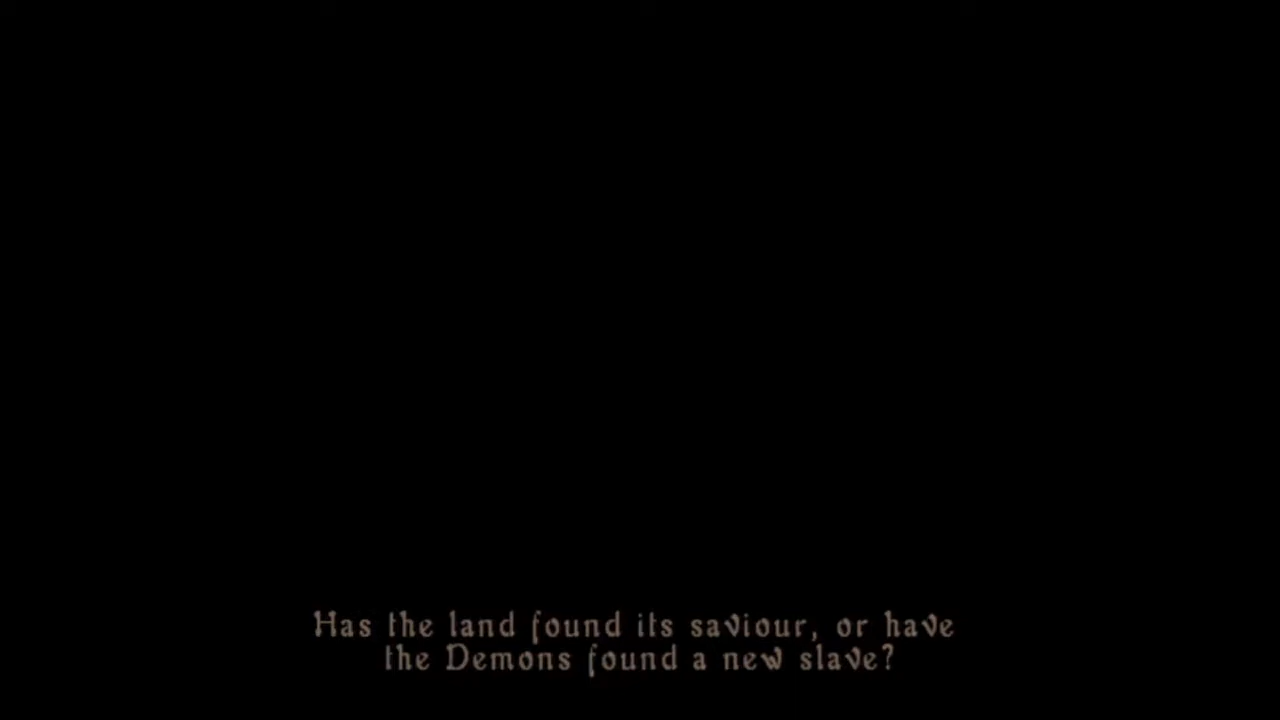 Has the land found its saviour, or have
the Demons found a new slave?